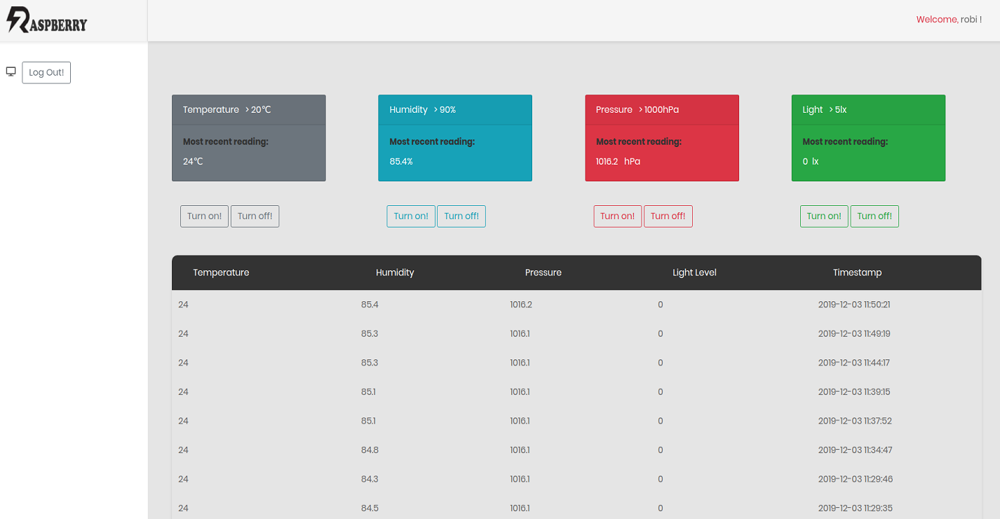 RASPBERRY
Welcome, robi !
Log Out!
Temperature > 20℃
Humidity > 90%
Pressure > 1000hPa
Light > 5lx
Most recent reading:
Most recent reading:
Most recent reading:
Most recent reading:
24℃
85.4%
1016.2 hPa
0 lx
Turn on! Turn off!
Turn on! Turn off!
Turn on! Turn off!
Turn on! Turn off!
Temperature Humidity Pressure Light Level Timestamp
24 85.4 1016.2 0 2019-12-03 11:50:21
24 85.3 1016.1 0 2019-12-03 11:49:19
24 85.3 1016.1 0 2019-12-03 11:44:17
24 85.1 1016.1 0 2019-12-03 11:39:15
24 85.1 1016.1 0 2019-12-03 11:37:52
24 84.8 1016.1 0 2019-12-03 11:34:47
24 84.3 1016.1 0 2019-12-03 11:29:46
24 84.5 1016.1 0 2019-12-03 11:29:35